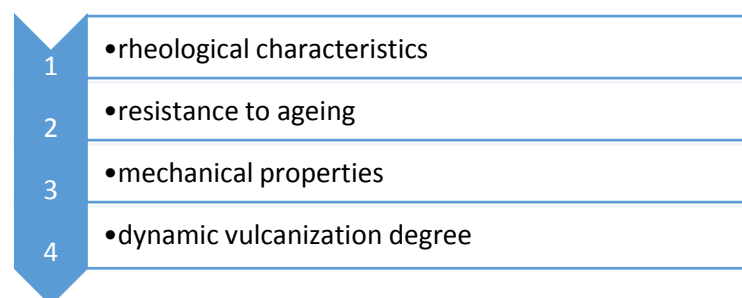 1 •rheological characteristics
2 •resistance to ageing
3 •mechanical properties
4 •dynamic vulcanization degree